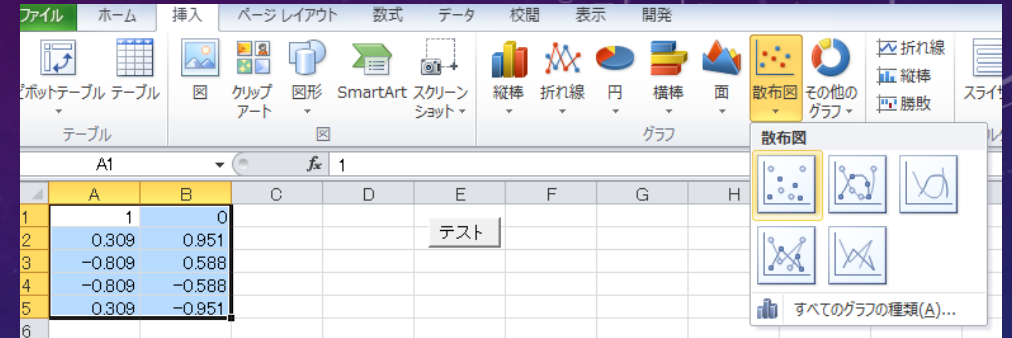 ファイル ホーム 挿入 ページ レイアウト 数式 データ 校閲 表示 開発
ピボットテーブル テーブル 図 クリップアート 図形 SmartArt スクリーンショット 縦棒 折れ線 円 横棒 面 散布図 その他のグラフ
折れ線
縦棒
勝敗
スライサ
テーブル 図 グラフ
散布図
A1 fx 1
A B C D E F G H
1 1 0
2 0.309 0.951
テスト
3 -0.809 0.588
4 -0.809 -0.588
5 0.309 -0.951
6
すべてのグラフの種類(A)...